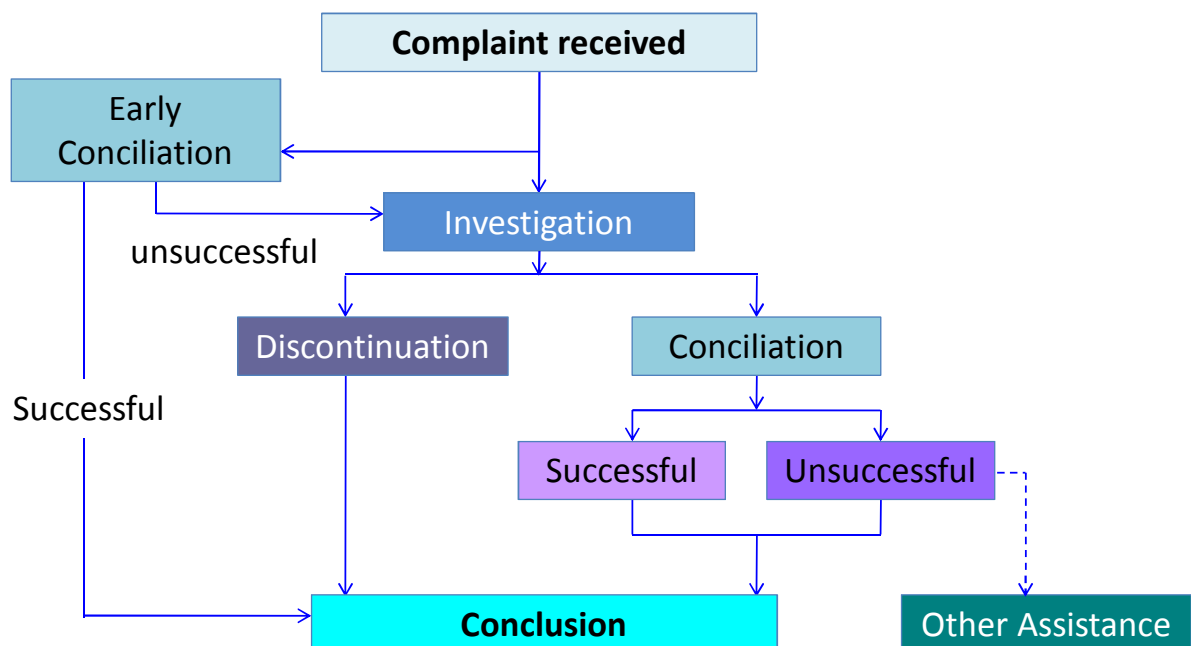 Complaint received
Early
Conciliation
Investigation
unsuccessful
Discontinuation
Conciliation
Successful
Successful
Unsuccessful
Conclusion
Other Assistance